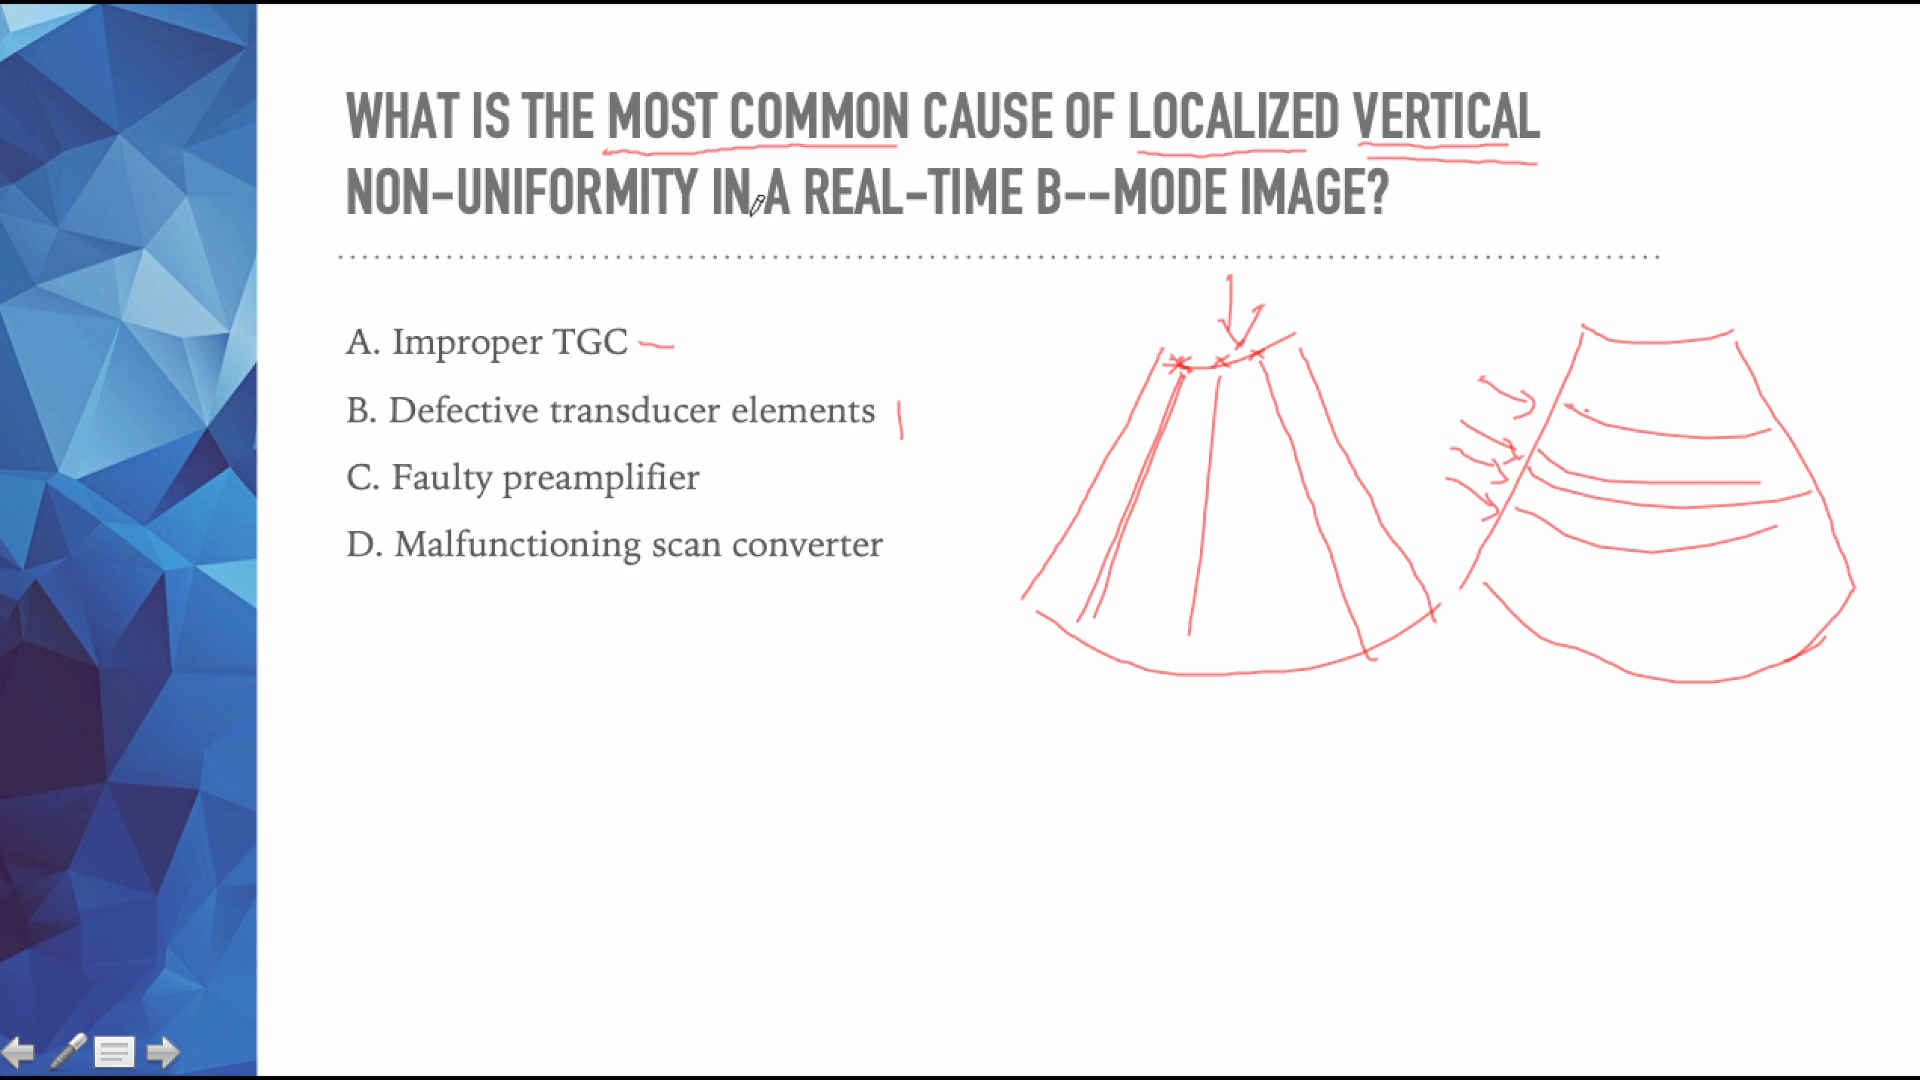 WHAT IS THE MOST COMMON CAUSE OF LOCALIZED VERTICAL
NON-UNIFORMITY IN A REAL-TIME B--MODE IMAGE?
A. Improper TGC
B. Defective transducer elements
C. Faulty preamplifier
D. Malfunctioning scan converter